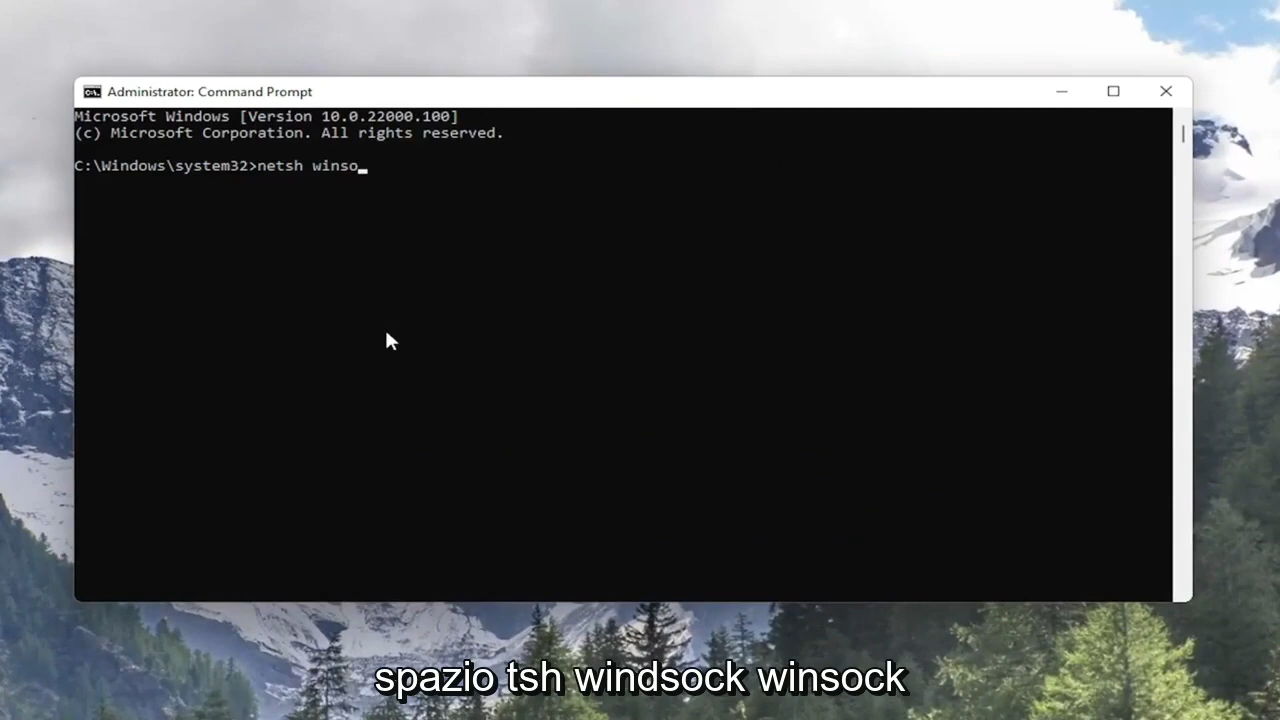 Administrator: Command Prompt
Microsoft Windows [Version 10.0.22000.100]
(c) Microsoft Corporation. All rights reserved.
C:\Windows\system32>netsh winso
spazio tsh windsock winsock